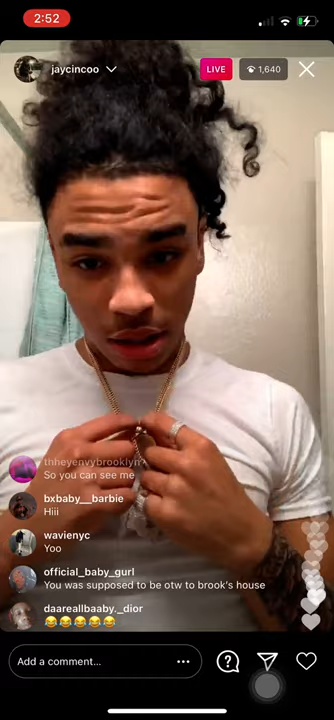 2:52
jaycincoo
LIVE
1,640
thheyenvybrooklyn
So you can see me
bxbaby__barbie
Hiii
wavienyc
Yoo
official_baby_gurl
You was supposed to be otw to brook's house
daareallbaaby._dior
😂😂😂😂😂
Add a comment...